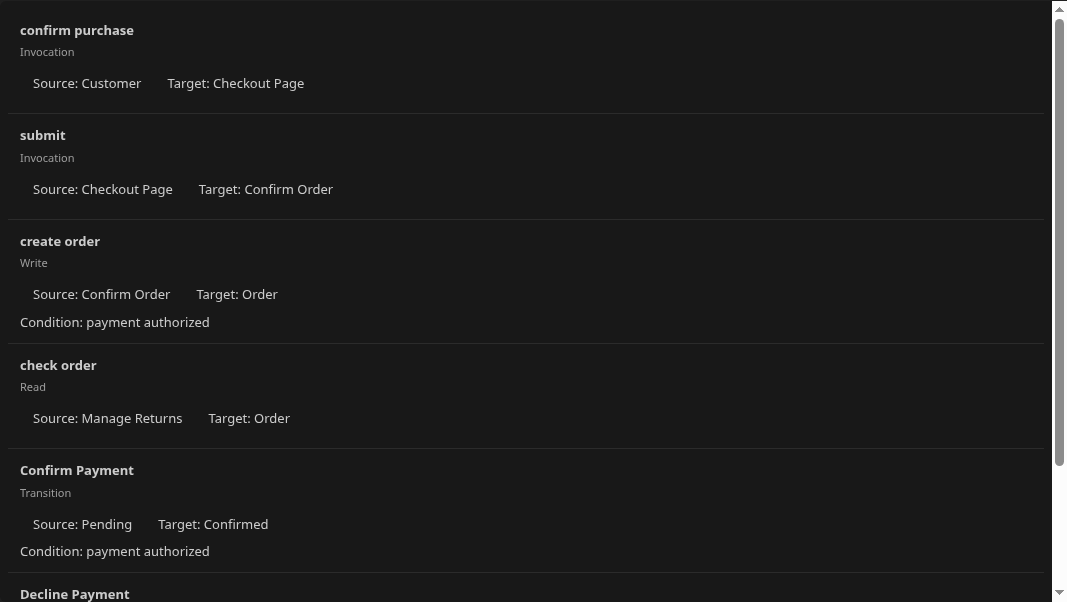 confirm purchase
Invocation
Source: Customer Target: Checkout Page
submit
Invocation
Source: Checkout Page Target: Confirm Order
create order
Write
Source: Confirm Order Target: Order
Condition: payment authorized
check order
Read
Source: Manage Returns Target: Order
Confirm Payment
Transition
Source: Pending Target: Confirmed
Condition: payment authorized
Decline Payment